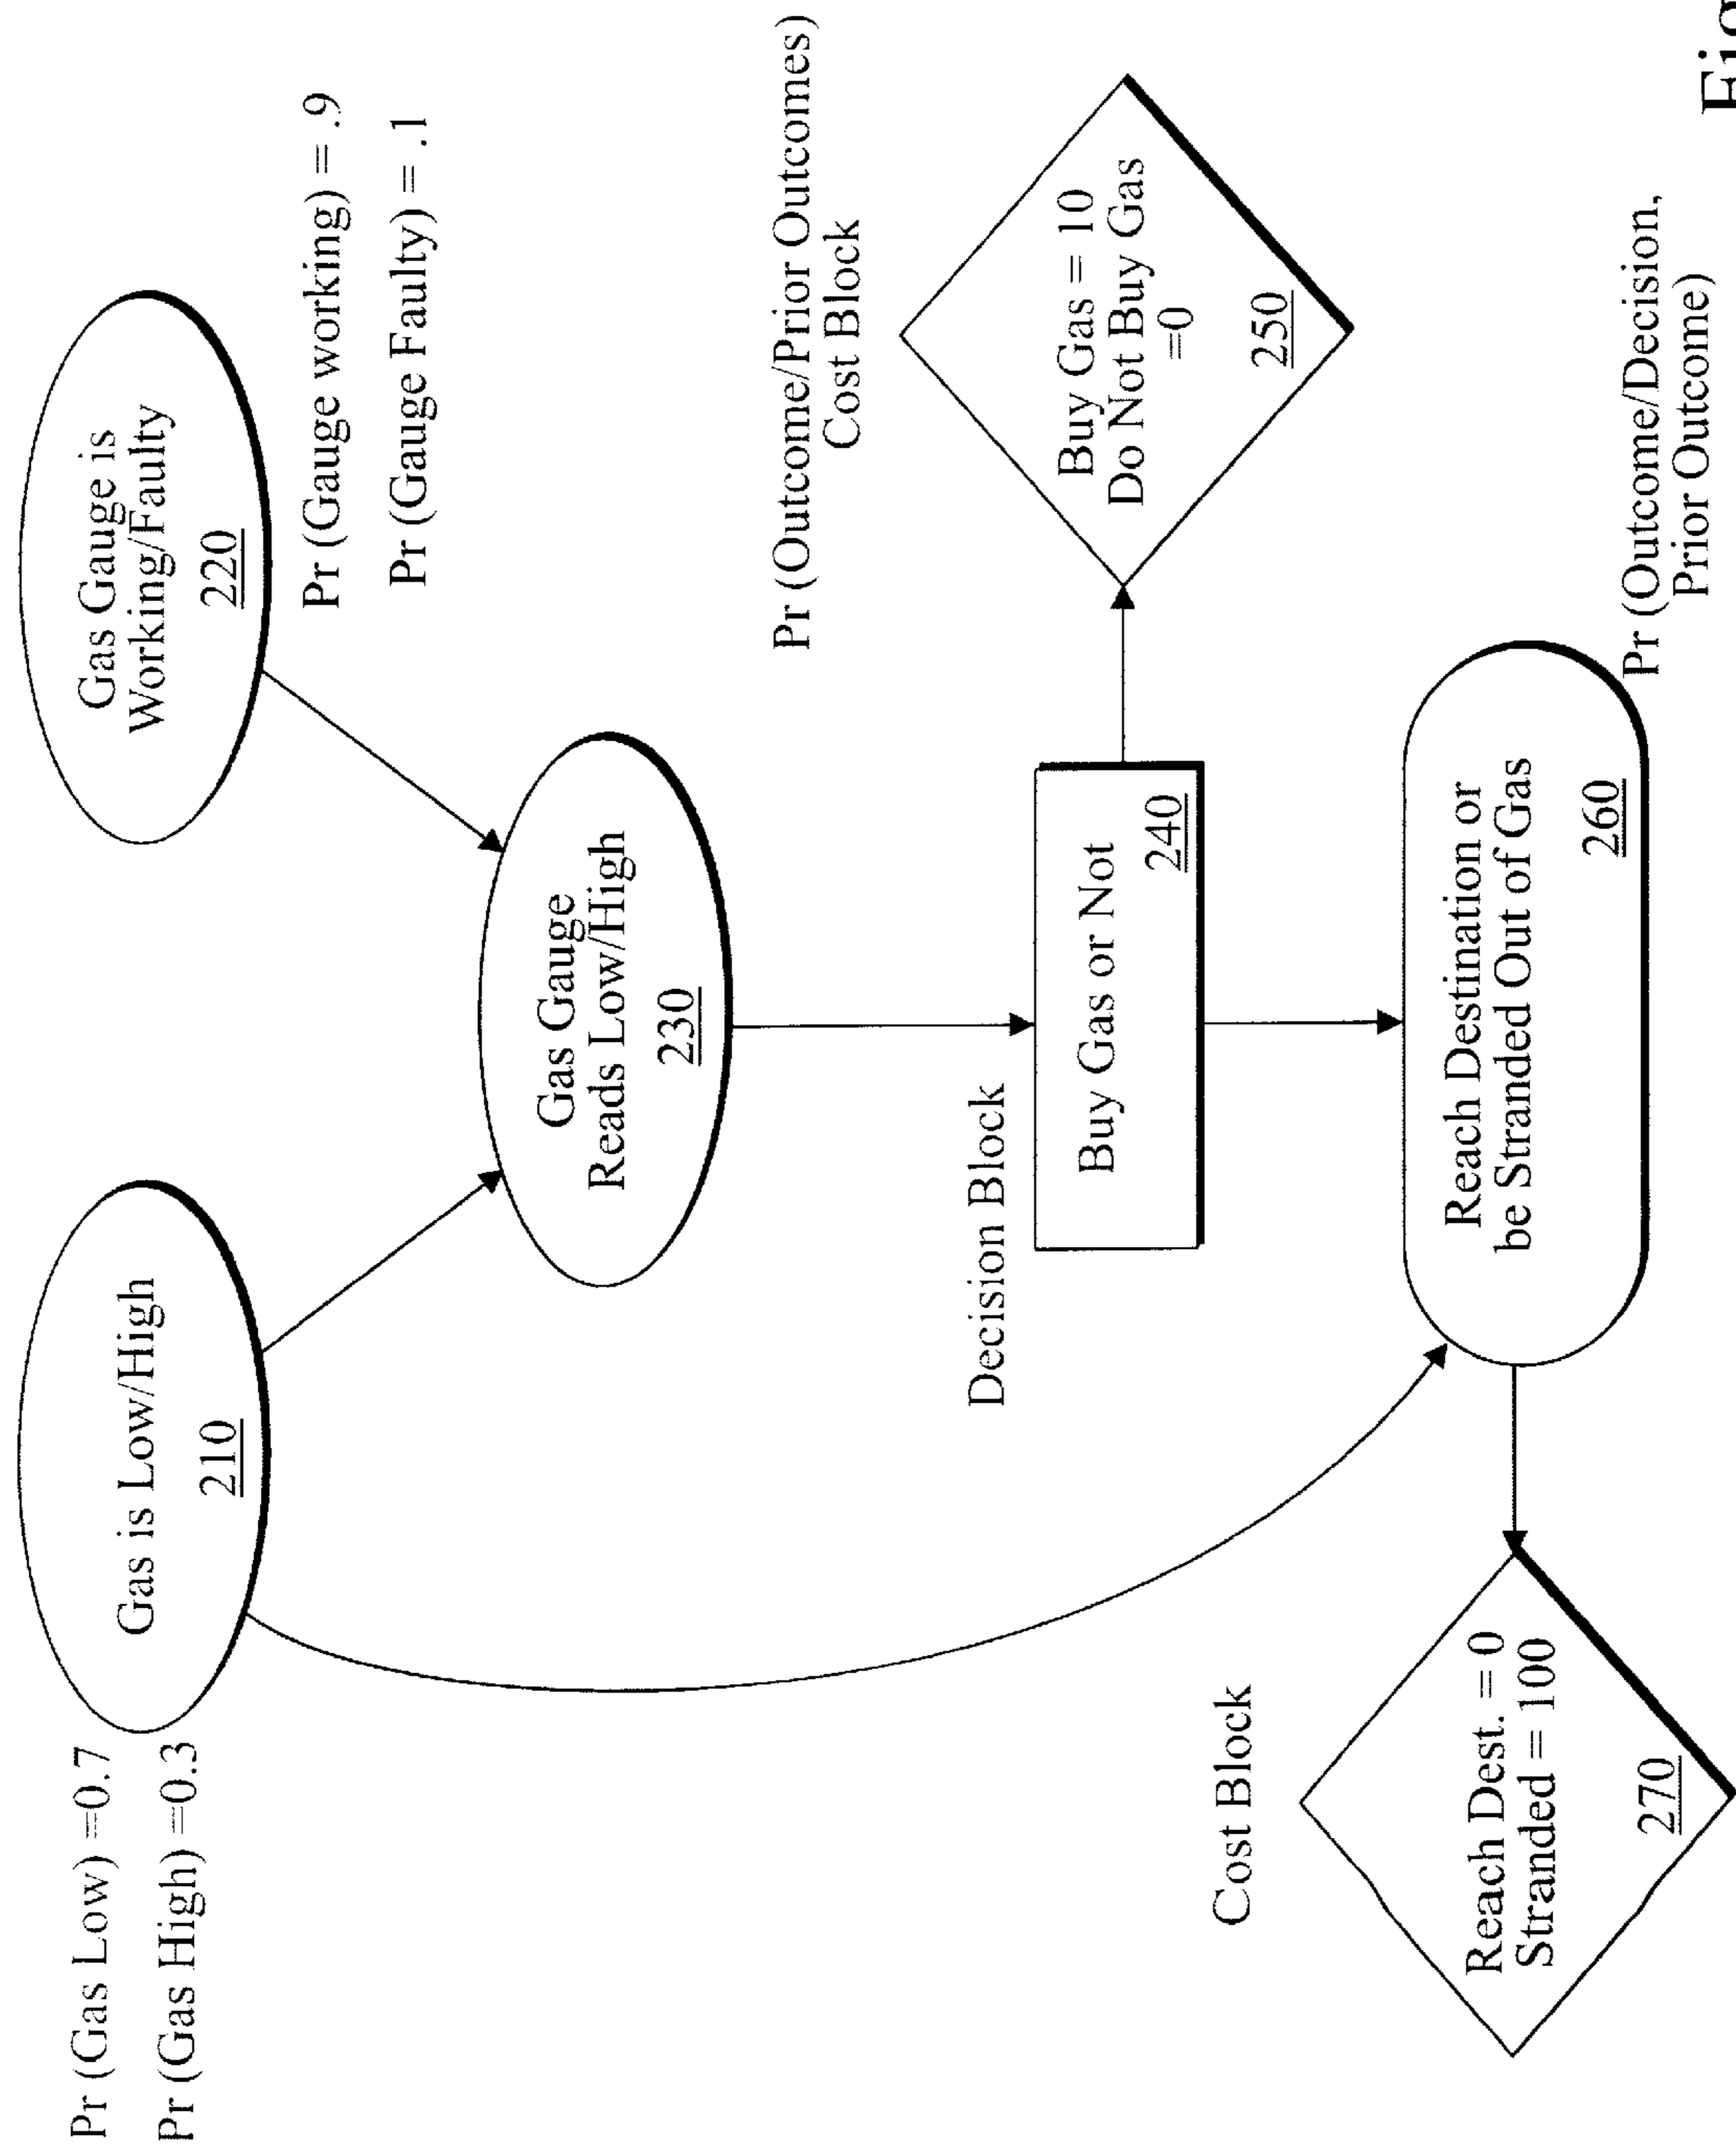 Pr (Gas Low) =0.7
Pr (Gas High) =0.3
Gas is Low/High
210
Gas Gauge is
Working/Faulty
220
Pr (Gauge working) = .9
Pr (Gauge Faulty) = .1
Gas Gauge
Reads Low/High
230
Pr (Outcome/Prior Outcomes)
Cost Block
Decision Block
Buy Gas or Not
240
Buy Gas = 10
Do Not Buy Gas
=0
250
Cost Block
Reach Dest. = 0
Stranded = 100
270
Reach Destination or
be Stranded Out of Gas
260
Pr (Outcome/Decision,
Prior Outcome)